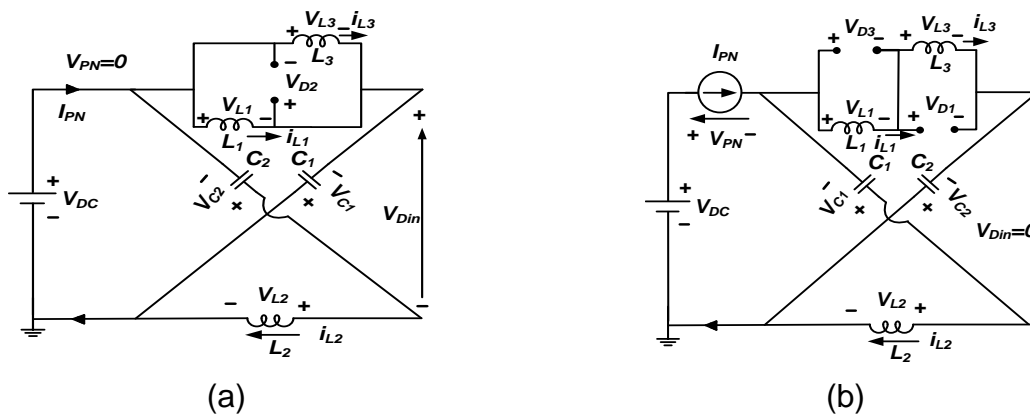 V_L3 i_L3
+ −
L_3
V_PN=0
− V_D2 +
I_PN
+ V_L1 −
L_1 i_L1
C_2 C_1
− V_C2 +
− V_C1 +
+ V_DC −
+ V_Din −
− V_L2 +
L_2 i_L2
(a)
+ V_D3 − V_L3 i_L3
+ −
L_3
I_PN
+ V_L1 − V_D1
+ −
L_1 i_L1
+ V_PN −
C_1 C_2
− V_C1 +
− V_C2 +
+ V_DC −
V_Din=0
− V_L2 +
L_2 i_L2
(b)